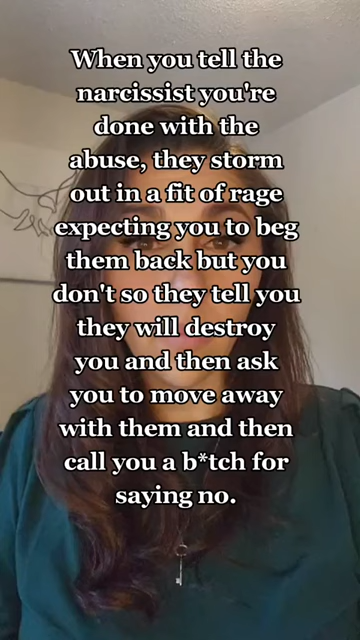 When you tell the
narcissist you're
done with the
abuse, they storm
out in a fit of rage
expecting you to beg
them back but you
don't so they tell you
they will destroy
you and then ask
you to move away
with them and then
call you a b*tch for
saying no.